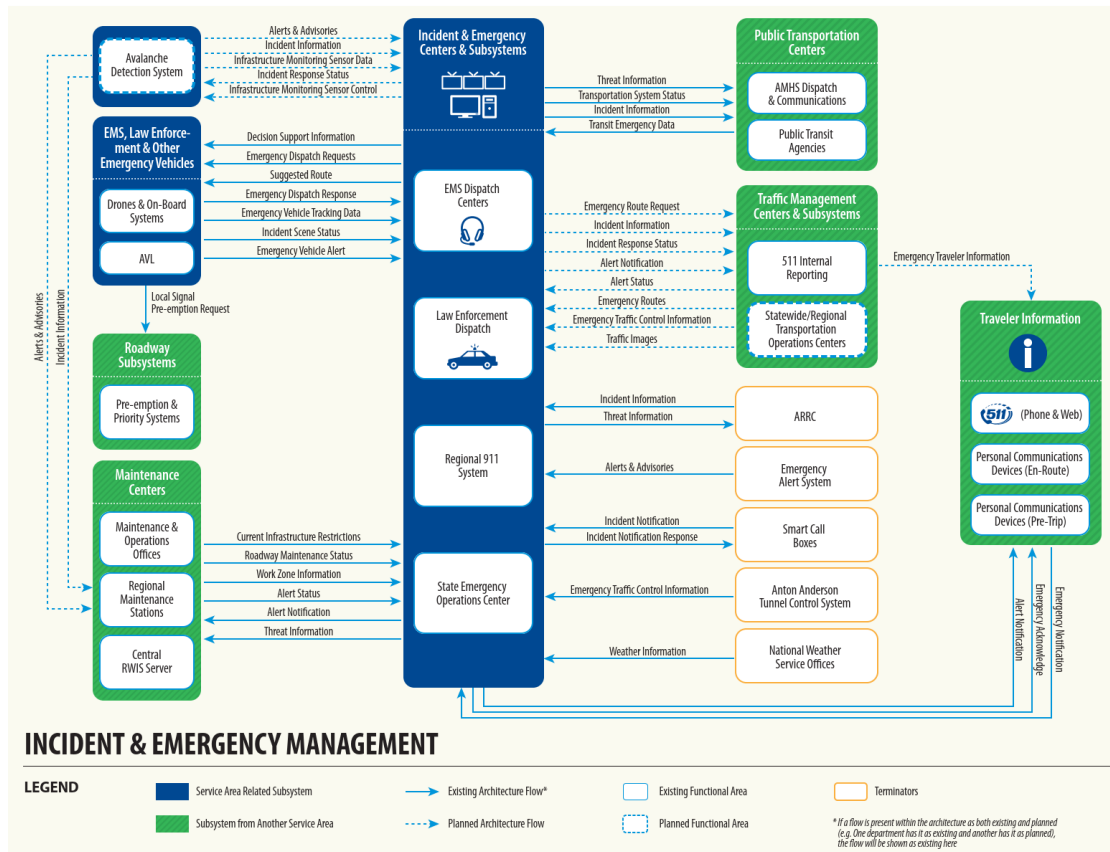 Alerts & Advisories
Incident Information
Infrastructure Monitoring Sensor Data
Incident Response Status
Infrastructure Monitoring Sensor Control
Avalanche
Detection System
Incident & Emergency
Centers & Subsystems
Public Transportation
Centers
Threat Information
Transportation System Status
Incident Information
Transit Emergency Data
AMHS Dispatch
& Communications
Public Transit
Agencies
EMS, Law Enforce-
ment & Other
Emergency Vehicles
Drones & On-Board
Systems
AVL
Decision Support Information
Emergency Dispatch Requests
Suggested Route
Emergency Dispatch Response
Emergency Vehicle Tracking Data
Incident Scene Status
Emergency Vehicle Alert
EMS Dispatch
Centers
Emergency Route Request
Incident Information
Incident Response Status
Alert Notification
Alert Status
Emergency Routes
Emergency Traffic Control Information
Traffic Images
Traffic Management
Centers & Subsystems
511 Internal
Reporting
Statewide/Regional
Transportation
Operations Centers
Emergency Traveler Information
Local Signal
Pre-emption Request
Alerts & Advisories
Incident Information
Roadway
Subsystems
Pre-emption &
Priority Systems
Law Enforcement
Dispatch
Traveler Information
i
511 (Phone & Web)
Personal Communications
Devices (En-Route)
Personal Communications
Devices (Pre-Trip)
Incident Information
Threat Information
ARRC
Alerts & Advisories
Emergency
Alert System
Incident Notification
Incident Notification Response
Smart Call
Boxes
Emergency Traffic Control Information
Anton Anderson
Tunnel Control System
Weather Information
National Weather
Service Offices
Regional 911
System
State Emergency
Operations Center
Maintenance
Centers
Maintenance &
Operations
Offices
Regional
Maintenance
Stations
Central
RWIS Server
Current Infrastructure Restrictions
Roadway Maintenance Status
Work Zone Information
Alert Status
Alert Notification
Threat Information
Alert Notification
Emergency Acknowledge
Emergency Notification
INCIDENT & EMERGENCY MANAGEMENT
LEGEND
Service Area Related Subsystem
Existing Architecture Flow*
Existing Functional Area
Terminators
Subsystem from Another Service Area
Planned Architecture Flow
Planned Functional Area
* If a flow is present within the architecture as both existing and planned
(e.g. One department has it as existing and another has it as planned),
the flow will be shown as existing here